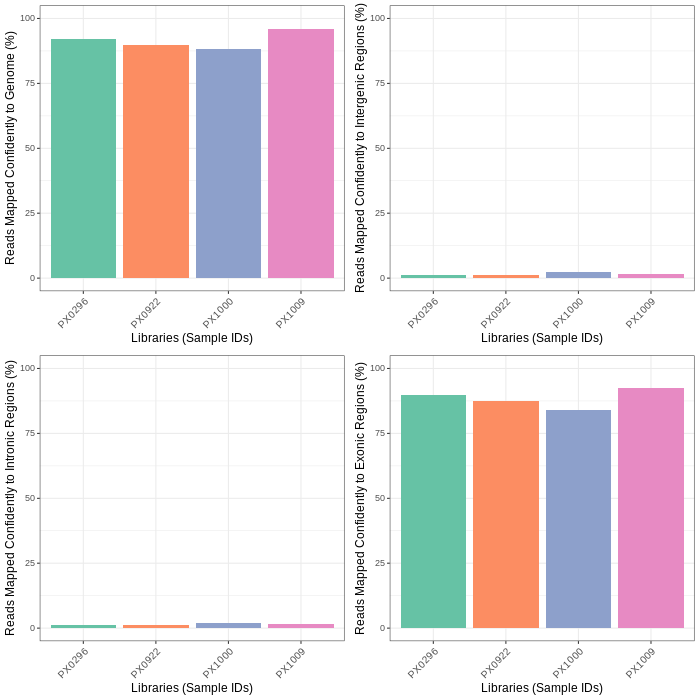 Reads Mapped Confidently to Genome (%)
100
75
50
25
0
PX0296
PX0922
PX1000
PX1009
Libraries (Sample IDs)
Reads Mapped Confidently to Intergenic Regions (%)
100
75
50
25
0
PX0296
PX0922
PX1000
PX1009
Libraries (Sample IDs)
Reads Mapped Confidently to Intronic Regions (%)
100
75
50
25
0
PX0296
PX0922
PX1000
PX1009
Libraries (Sample IDs)
Reads Mapped Confidently to Exonic Regions (%)
100
75
50
25
0
PX0296
PX0922
PX1000
PX1009
Libraries (Sample IDs)